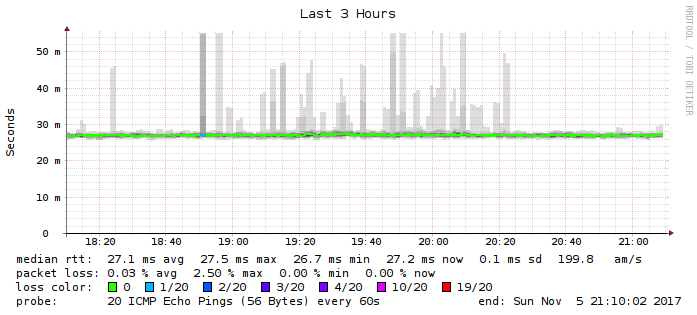 Last 3 Hours
RRDTOOL / TOBI OETIKER
Seconds
50 m
40 m
30 m
20 m
10 m
0
18:20 18:40 19:00 19:20 19:40 20:00 20:20 20:40 21:00
median rtt: 27.1 ms avg 27.5 ms max 26.7 ms min 27.2 ms now 0.1 ms sd 199.8 am/s
packet loss: 0.03 % avg 2.50 % max 0.00 % min 0.00 % now
loss color: 0 1/20 2/20 3/20 4/20 10/20 19/20
probe: 20 ICMP Echo Pings (56 Bytes) every 60s end: Sun Nov 5 21:10:02 2017